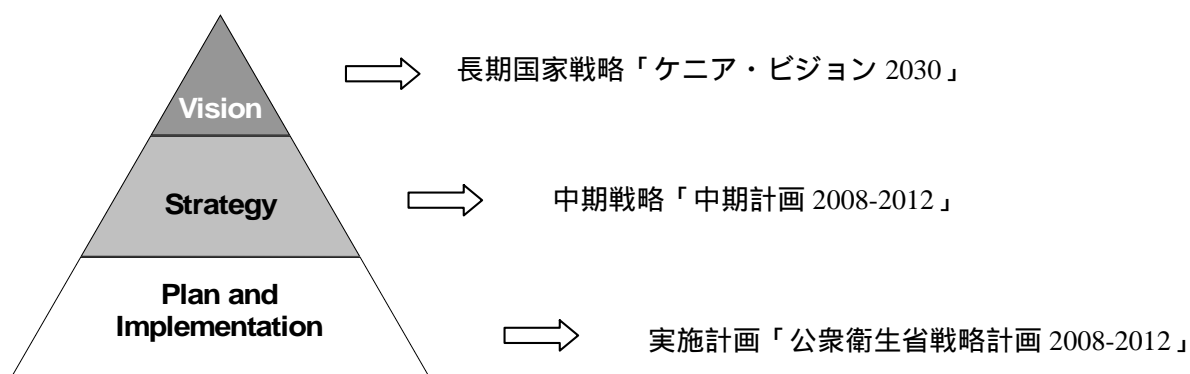 Vision
長期国家戦略「ケニア・ビジョン 2030」
Strategy
中期戦略「中期計画 2008-2012」
Plan and
Implementation
実施計画「公衆衛生省戦略計画 2008-2012」